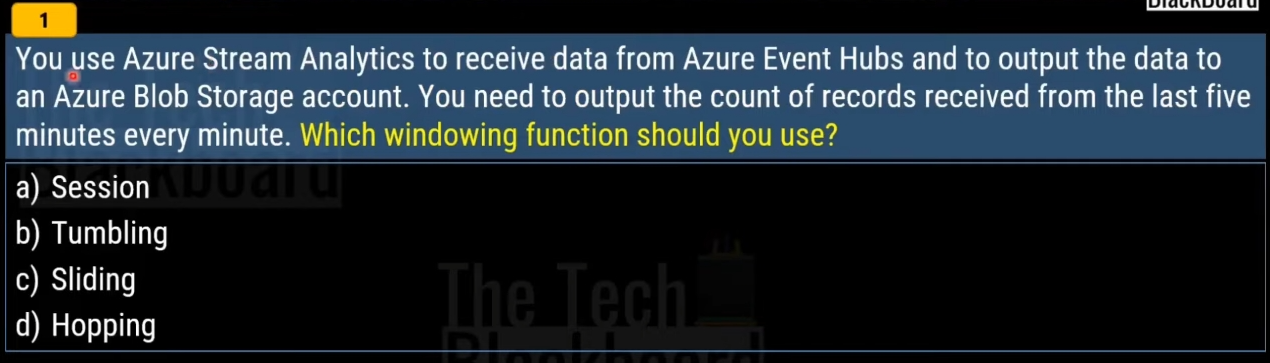 BlackBoard
1
You use Azure Stream Analytics to receive data from Azure Event Hubs and to output the data to
an Azure Blob Storage account. You need to output the count of records received from the last five
minutes every minute. Which windowing function should you use?
a) Session
b) Tumbling
c) Sliding
d) Hopping
The Tech
Blackboard